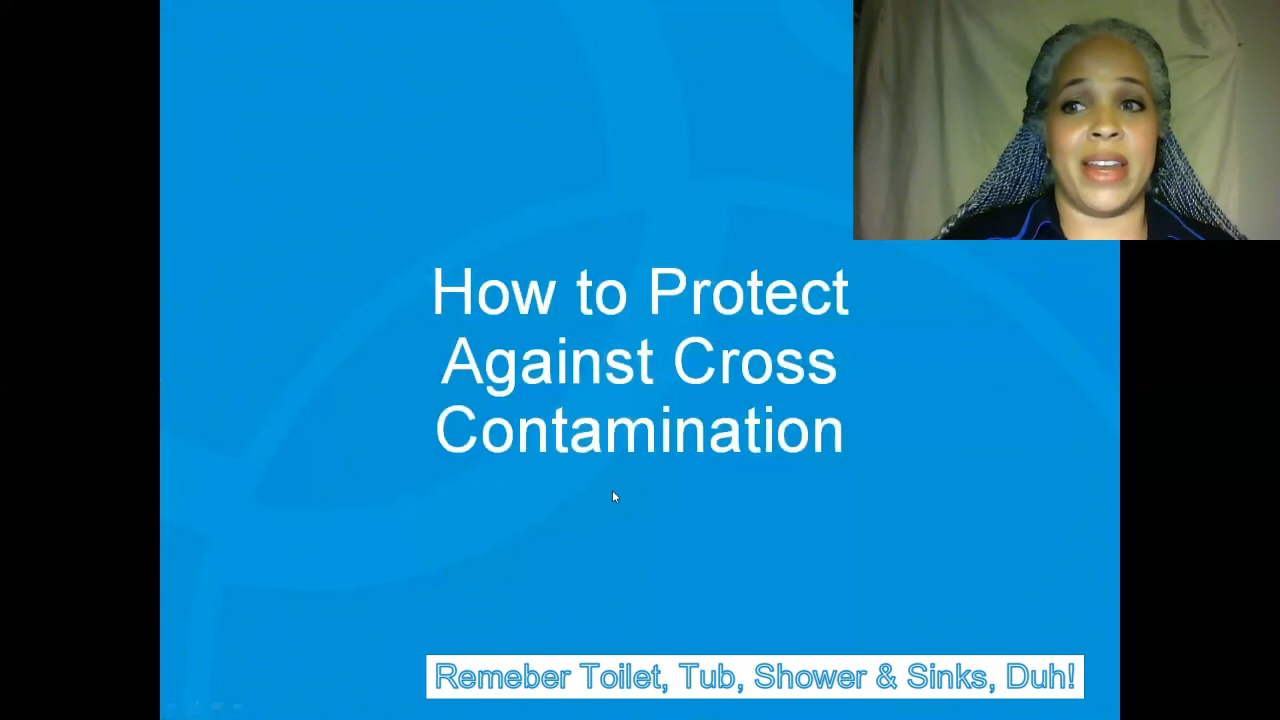 How to Protect
Against Cross
Contamination
Remeber Toilet, Tub, Shower & Sinks, Duh!